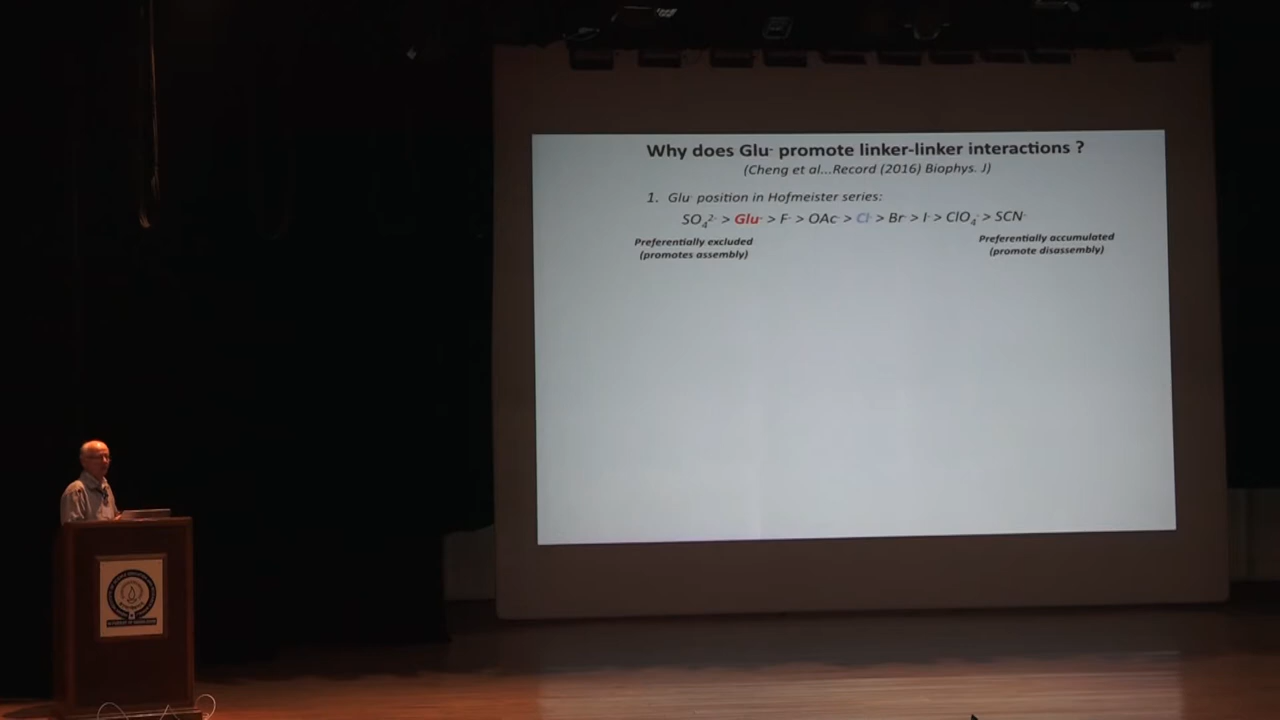 Why does Glu⁻ promote linker-linker interactions ?
(Cheng et al...Record (2016) Biophys. J)
1. Glu⁻ position in Hofmeister series:
SO₄²⁻ > Glu⁻ > F⁻ > OAc⁻ > Cl⁻ > Br⁻ > I⁻ > ClO₄⁻ > SCN⁻
Preferentially excluded
(promotes assembly)
Preferentially accumulated
(promote disassembly)